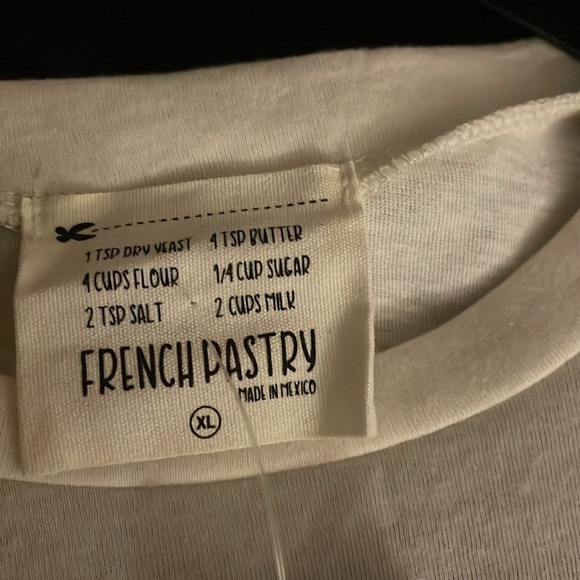 1 TSP DRY YEAST 4 TSP BUTTER
4 CUPS FLOUR 1/4 CUP SUGAR
2 TSP SALT 2 CUPS MILK
FRENCH PASTRY
MADE IN MEXICO
XL